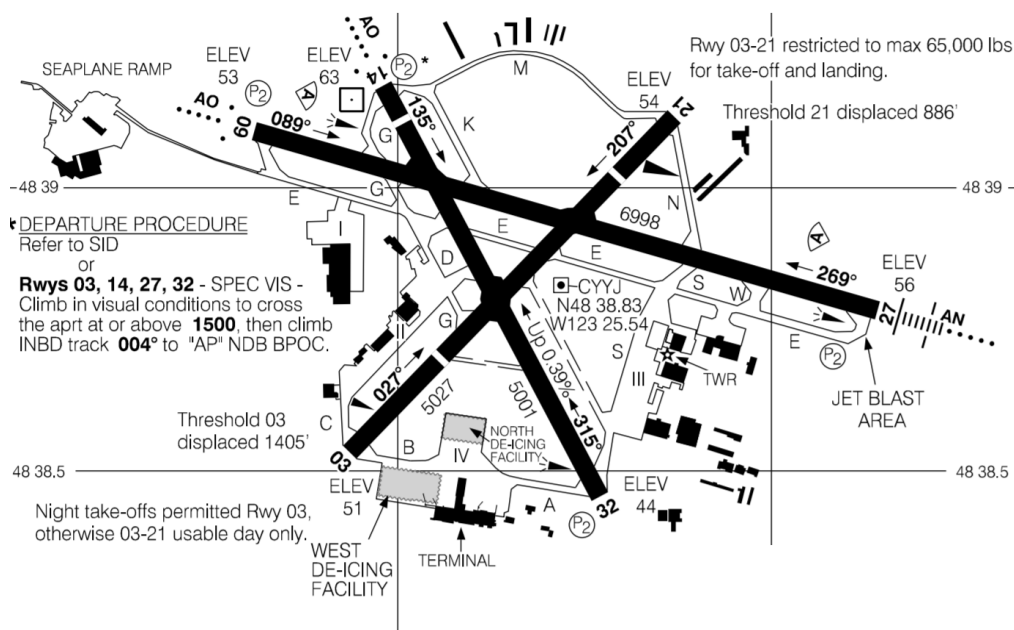 AO
14
P2 *
ELEV
53
ELEV
63
P2
A
SEAPLANE RAMP
AO
09
089°
135°
M
K
G
G
ELEV
54
21
207°
Rwy 03-21 restricted to max 65,000 lbs
for take-off and landing.
Threshold 21 displaced 886'
48 39
48 39
E
I
N
6998
E
E
D
* DEPARTURE PROCEDURE
Refer to SID
or
Rwys 03, 14, 27, 32 - SPEC VIS -
Climb in visual conditions to cross
the aprt at or above 1500, then climb
INBD track 004° to "AP" NDB BPOC.
CYYJ
N48 38.83
W123 25.54
A
269°
ELEV
56
27
AN
S
W
E
P2
JET BLAST
AREA
G
II
Up 0.39%
S
III
TWR
027°
5027
5001
315°
C
Threshold 03
displaced 1405'
B
NORTH
DE-ICING
FACILITY
IV
03
48 38.5
48 38.5
ELEV
51
A
32
P2
ELEV
44
Night take-offs permitted Rwy 03,
otherwise 03-21 usable day only.
WEST
DE-ICING
FACILITY
TERMINAL